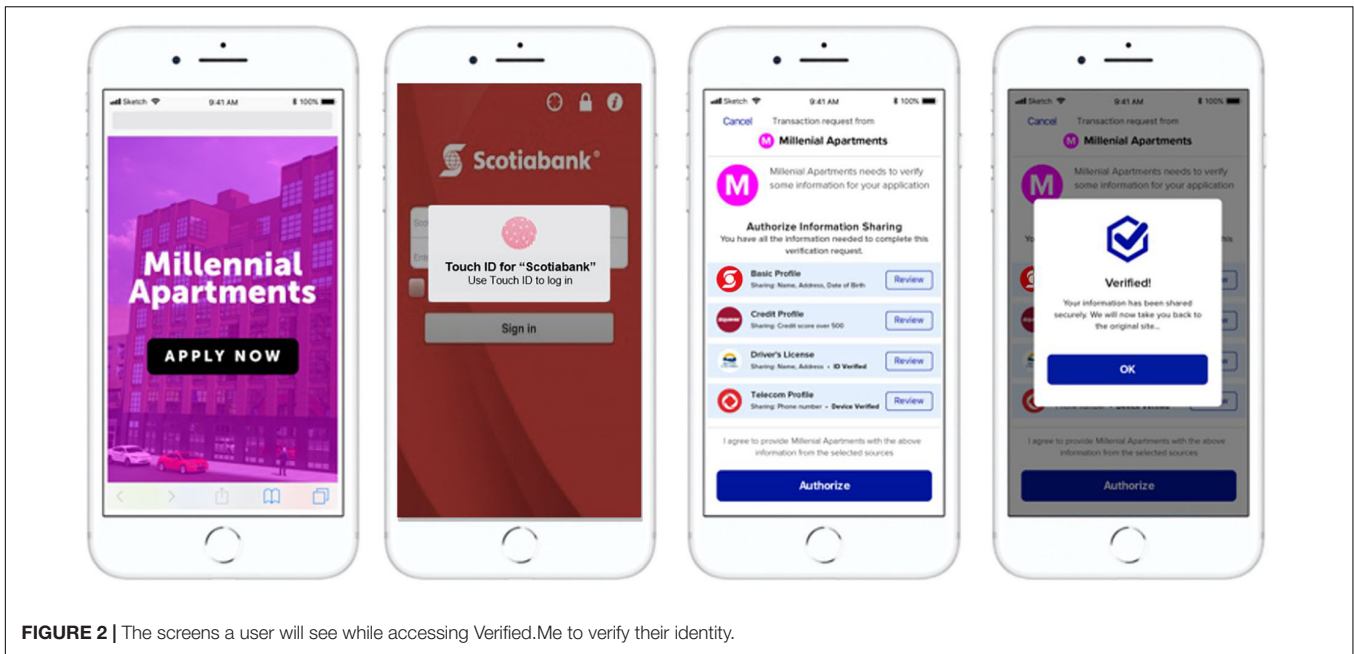 Sketch 9:41 AM 100%
Millennial
Apartments
APPLY NOW
Scotiabank®
Touch ID for “Scotiabank”
Use Touch ID to log in
Sign in
Sketch 9:41 AM 100%
Cancel Transaction request from
M Millenial Apartments
M
Millenial Apartments needs to verify
some information for your application
Authorize Information Sharing
You have all the information needed to complete this
verification request.
Basic Profile
Sharing: Name, Address, Date of Birth
Review
Credit Profile
Sharing: Credit score over 500
Review
Driver's License
Sharing: Name, Address • ID Verified
Review
Telecom Profile
Sharing: Phone number • Device Verified
Review
I agree to provide Millenial Apartments with the above
information from the selected sources
Authorize
Sketch 9:41 AM 100%
Cancel Transaction request from
M Millenial Apartments
M
Millenial Apartments needs to verify
some information for your application
Verified!
Your information has been shared
securely. We will now take you back to
the original site...
OK
I agree to provide Millenial Apartments with the above
information from the selected sources
Authorize
FIGURE 2 | The screens a user will see while accessing Verified.Me to verify their identity.